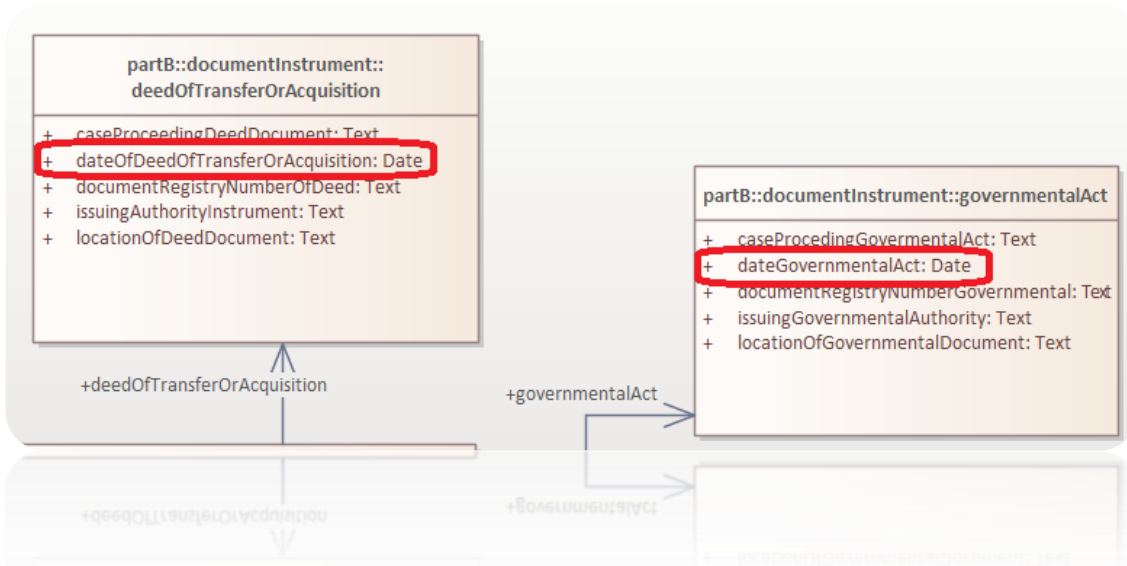 partB::documentInstrument::
deedOfTransferOrAcquisition
+ caseProceedingDeedDocument: Text
+ dateOfDeedOfTransferOrAcquisition: Date
+ documentRegistryNumberOfDeed: Text
+ issuingAuthorityInstrument: Text
+ locationOfDeedDocument: Text
+deedOfTransferOrAcquisition
partB::documentInstrument::governmentalAct
+ caseProcedingGovermentalAct: Text
+ dateGovernmentalAct: Date
+ documentRegistryNumberGovernmental: Text
+ issuingGovernmentalAuthority: Text
+ locationOfGovernmentalDocument: Text
+governmentalAct